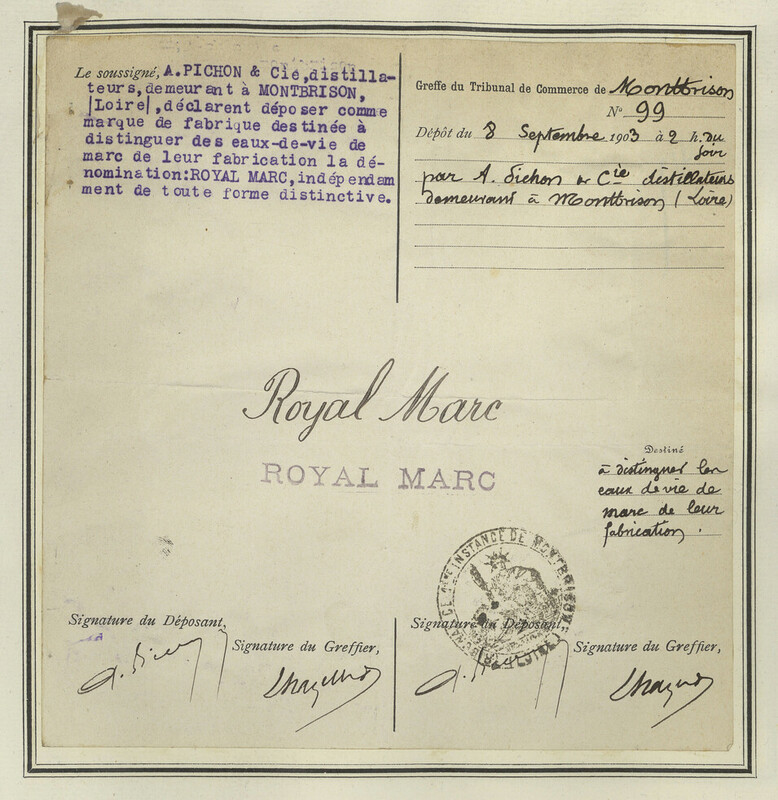 Le soussigné, A.PICHON & Cie,distilla-
teurs,demeurant à MONTBRISON,
|Loire|,déclarent déposer comme
marque de fabrique destinée à
distinguer des eaux-de-vie de
marc de leur fabrication la dé-
nomination:ROYAL MARC,indépendam
ment de toute forme distinctive.
Greffe du Tribunal de Commerce de Montbrison
N° 99
Dépôt du 8 Septembre 1903 à 2 h. du
soir
par A. Pichon & Cie distillateurs
demeurant à Montbrison (Loire)
Royal Marc
ROYAL MARC
Destiné
à distinguer les
eaux de vie de
marc de leur
fabrication.
INSTANCE DE MONTBRISON
(LOIRE)
Signature du Déposant,
Signature du Greffier,
Signature du Déposant,
Signature du Greffier,